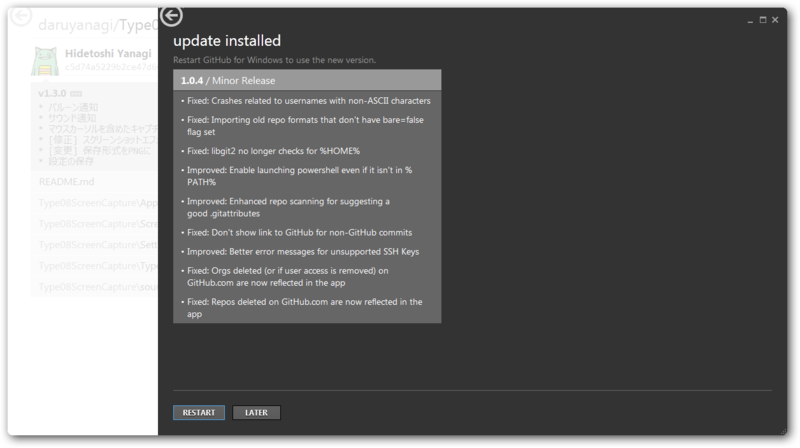 daruyanagi/Type0
Hidetoshi Yanagi
c5d74a5229b2ce47d6
v1.3.0
* バルーン通知
* サウンド通知
* マウスカーソルを含めたキャプチ
* [修正] スクリーンショットエフ
* [変更] 保存形式をPNGに
* 設定の保存
README.md
Type08ScreenCapture\App
Type08ScreenCapture\Scre
Type08ScreenCapture\Sett
Type08ScreenCapture\Type
Type08ScreenCapture\sour
update installed
Restart GitHub for Windows to use the new version.
1.0.4 / Minor Release
• Fixed: Crashes related to usernames with non-ASCII characters
• Fixed: Importing old repo formats that don't have bare=false
flag set
• Fixed: libgit2 no longer checks for %HOME%
• Improved: Enable launching powershell even if it isn't in %
PATH%
• Improved: Enhanced repo scanning for suggesting a
good .gitattributes
• Fixed: Don't show link to GitHub for non-GitHub commits
• Improved: Better error messages for unsupported SSH Keys
• Fixed: Orgs deleted (or if user access is removed) on
GitHub.com are now reflected in the app
• Fixed: Repos deleted on GitHub.com are now reflected in the
app
RESTART
LATER